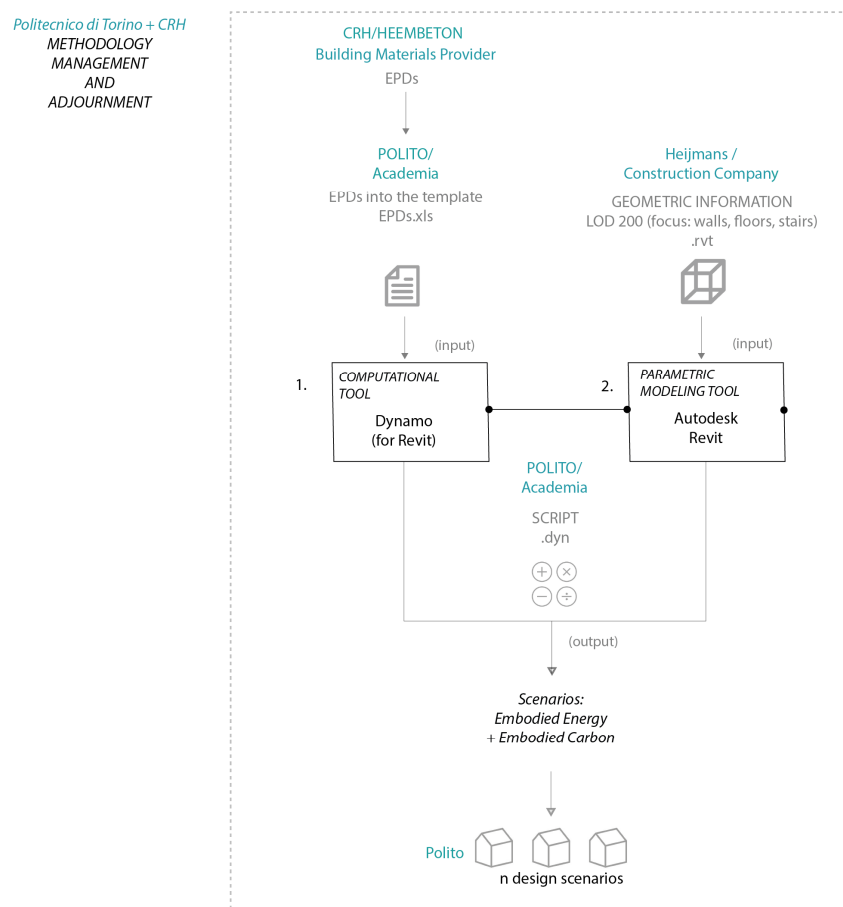 Politecnico di Torino + CRH
METHODOLOGY
MANAGEMENT
AND
ADJOURNMENT
CRH/HEEMBETON
Building Materials Provider
EPDs
POLITO/
Academia
EPDs into the template
EPDs.xls
Heijmans /
Construction Company
GEOMETRIC INFORMATION
LOD 200 (focus: walls, floors, stairs)
.rvt
(input)
(input)
1.
COMPUTATIONAL
TOOL
Dynamo
(for Revit)
2.
PARAMETRIC
MODELING TOOL
Autodesk
Revit
POLITO/
Academia
SCRIPT
.dyn
(output)
Scenarios:
Embodied Energy
+ Embodied Carbon
Polito
n design scenarios